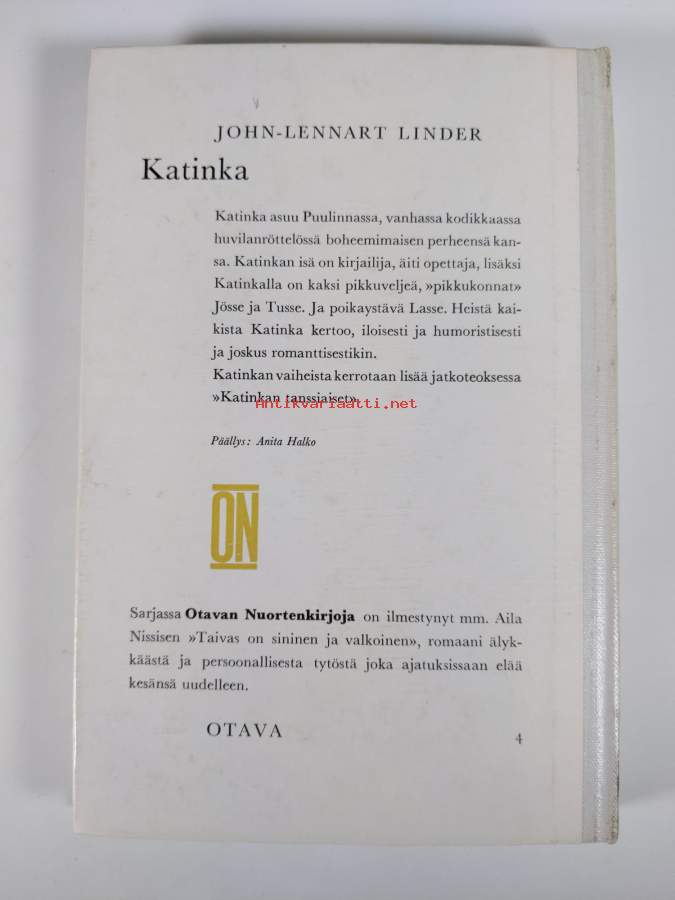 JOHN-LENNART LINDER
Katinka
Katinka asuu Puulinnassa, vanhassa kodikkaassa
huvilanröttelössä boheemimaisen perheensä kan-
sa. Katinkan isä on kirjailija, äiti opettaja, lisäksi
Katinkalla on kaksi pikkuveljeä, »pikkukonnat»
Jösse ja Tusse. Ja poikaystävä Lasse. Heistä kai-
kista Katinka kertoo, iloisesti ja humoristisesti
ja joskus romanttisestikin.
Katinkan vaiheista kerrotaan lisää jatkoteoksessa
»Katinkan tanssiaiset».
Antikvariaatti.net
Päällys: Anita Halko
ON
Sarjassa Otavan Nuortenkirjoja on ilmestynyt mm. Aila
Nissisen »Taivas on sininen ja valkoinen», romaani älyk-
käästä ja persoonallisesta tytöstä joka ajatuksissaan elää
kesänsä uudelleen.
OTAVA
4